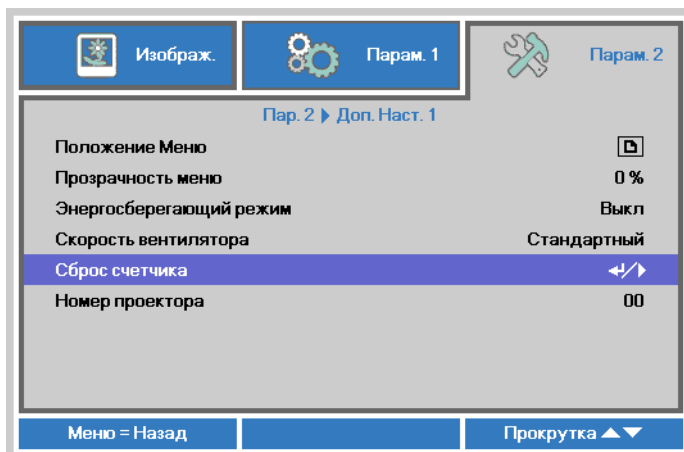 Изображ. Парам. 1 Парам. 2
Пар. 2 ▶ Доп. Наст. 1
Положение Меню
Прозрачность меню 0 %
Энергосберегающий режим Выкл
Скорость вентилятора Стандартный
Сброс счетчика ↵/▶
Номер проектора 00
Меню = Назад Прокрутка ▲▼